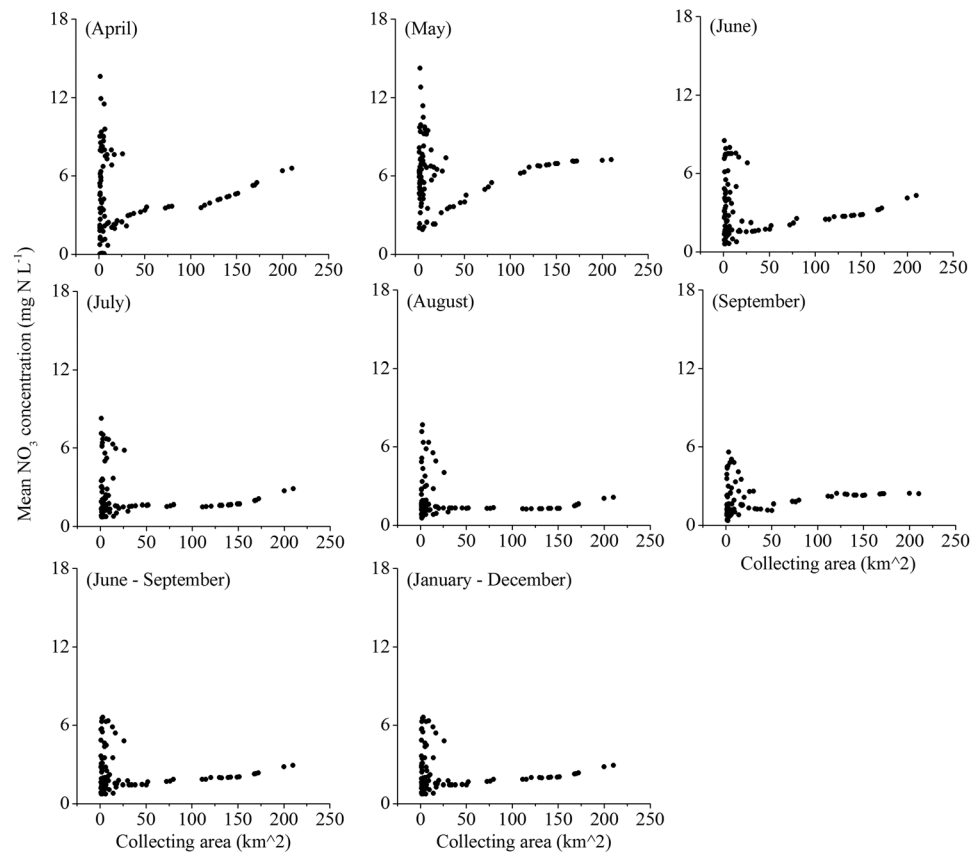 18
12
6
0
(April)
0 50 100 150 200 250
18
12
6
0
(May)
0 50 100 150 200 250
18
12
6
0
(June)
0 50 100 150 200 250
Mean NO₃ concentration (mg N L⁻¹)
18
12
6
0
(July)
0 50 100 150 200 250
18
12
6
0
(August)
0 50 100 150 200 250
18
12
6
0
(September)
0 50 100 150 200 250
Collecting area (km^2)
18
12
6
0
(June - September)
0 50 100 150 200 250
Collecting area (km^2)
18
12
6
0
(January - December)
0 50 100 150 200 250
Collecting area (km^2)